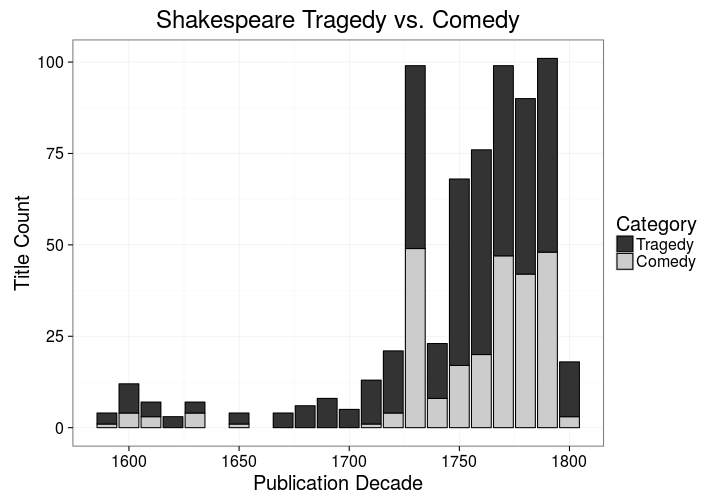 Shakespeare Tragedy vs. Comedy
Title Count
100
75
50
25
0
1600 1650 1700 1750 1800
Publication Decade
Category
Tragedy
Comedy